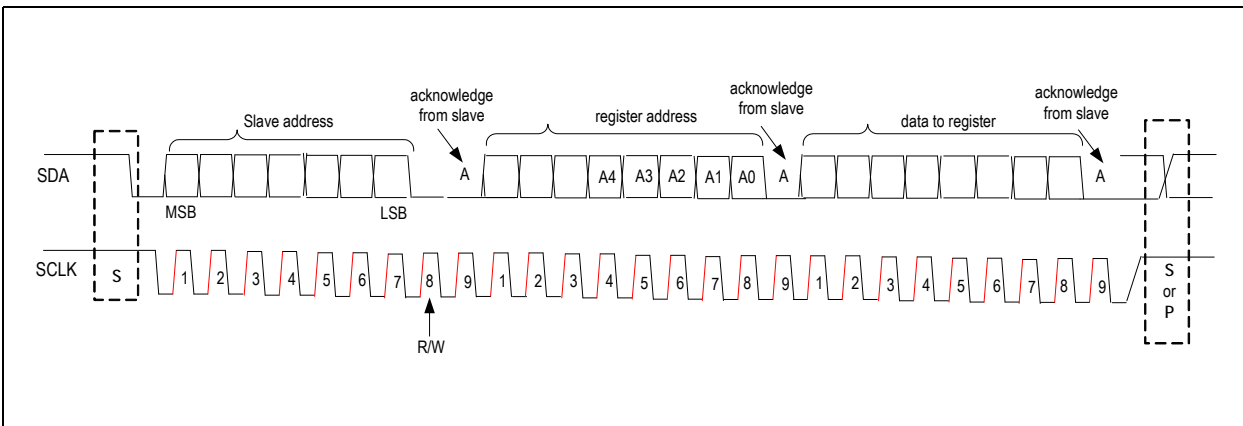 acknowledge
from slave
acknowledge
from slave
acknowledge
from slave
Slave address
register address
data to register
SDA
A
A4
A3
A2
A1
A0
A
A
MSB
LSB
SCLK
S
1
2
3
4
5
6
7
8
9
1
2
3
4
5
6
7
8
9
1
2
3
4
5
6
7
8
9
S
or
P
R/W